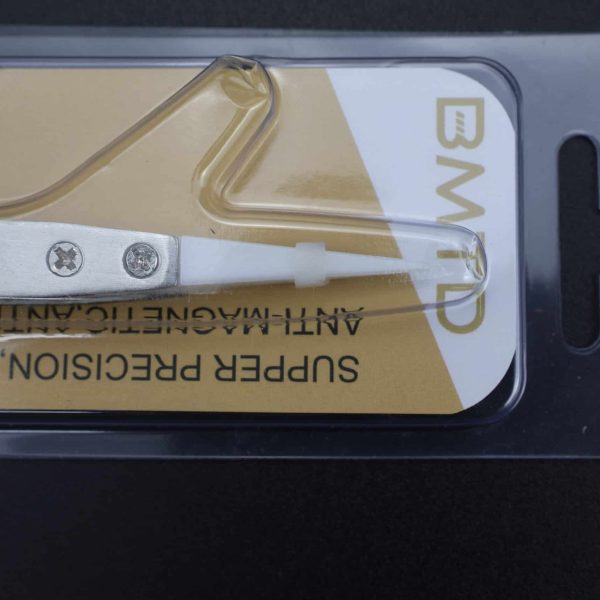 BMTD
SUPPER PRECISION,
ANTI-MAGNETIC,ANTI